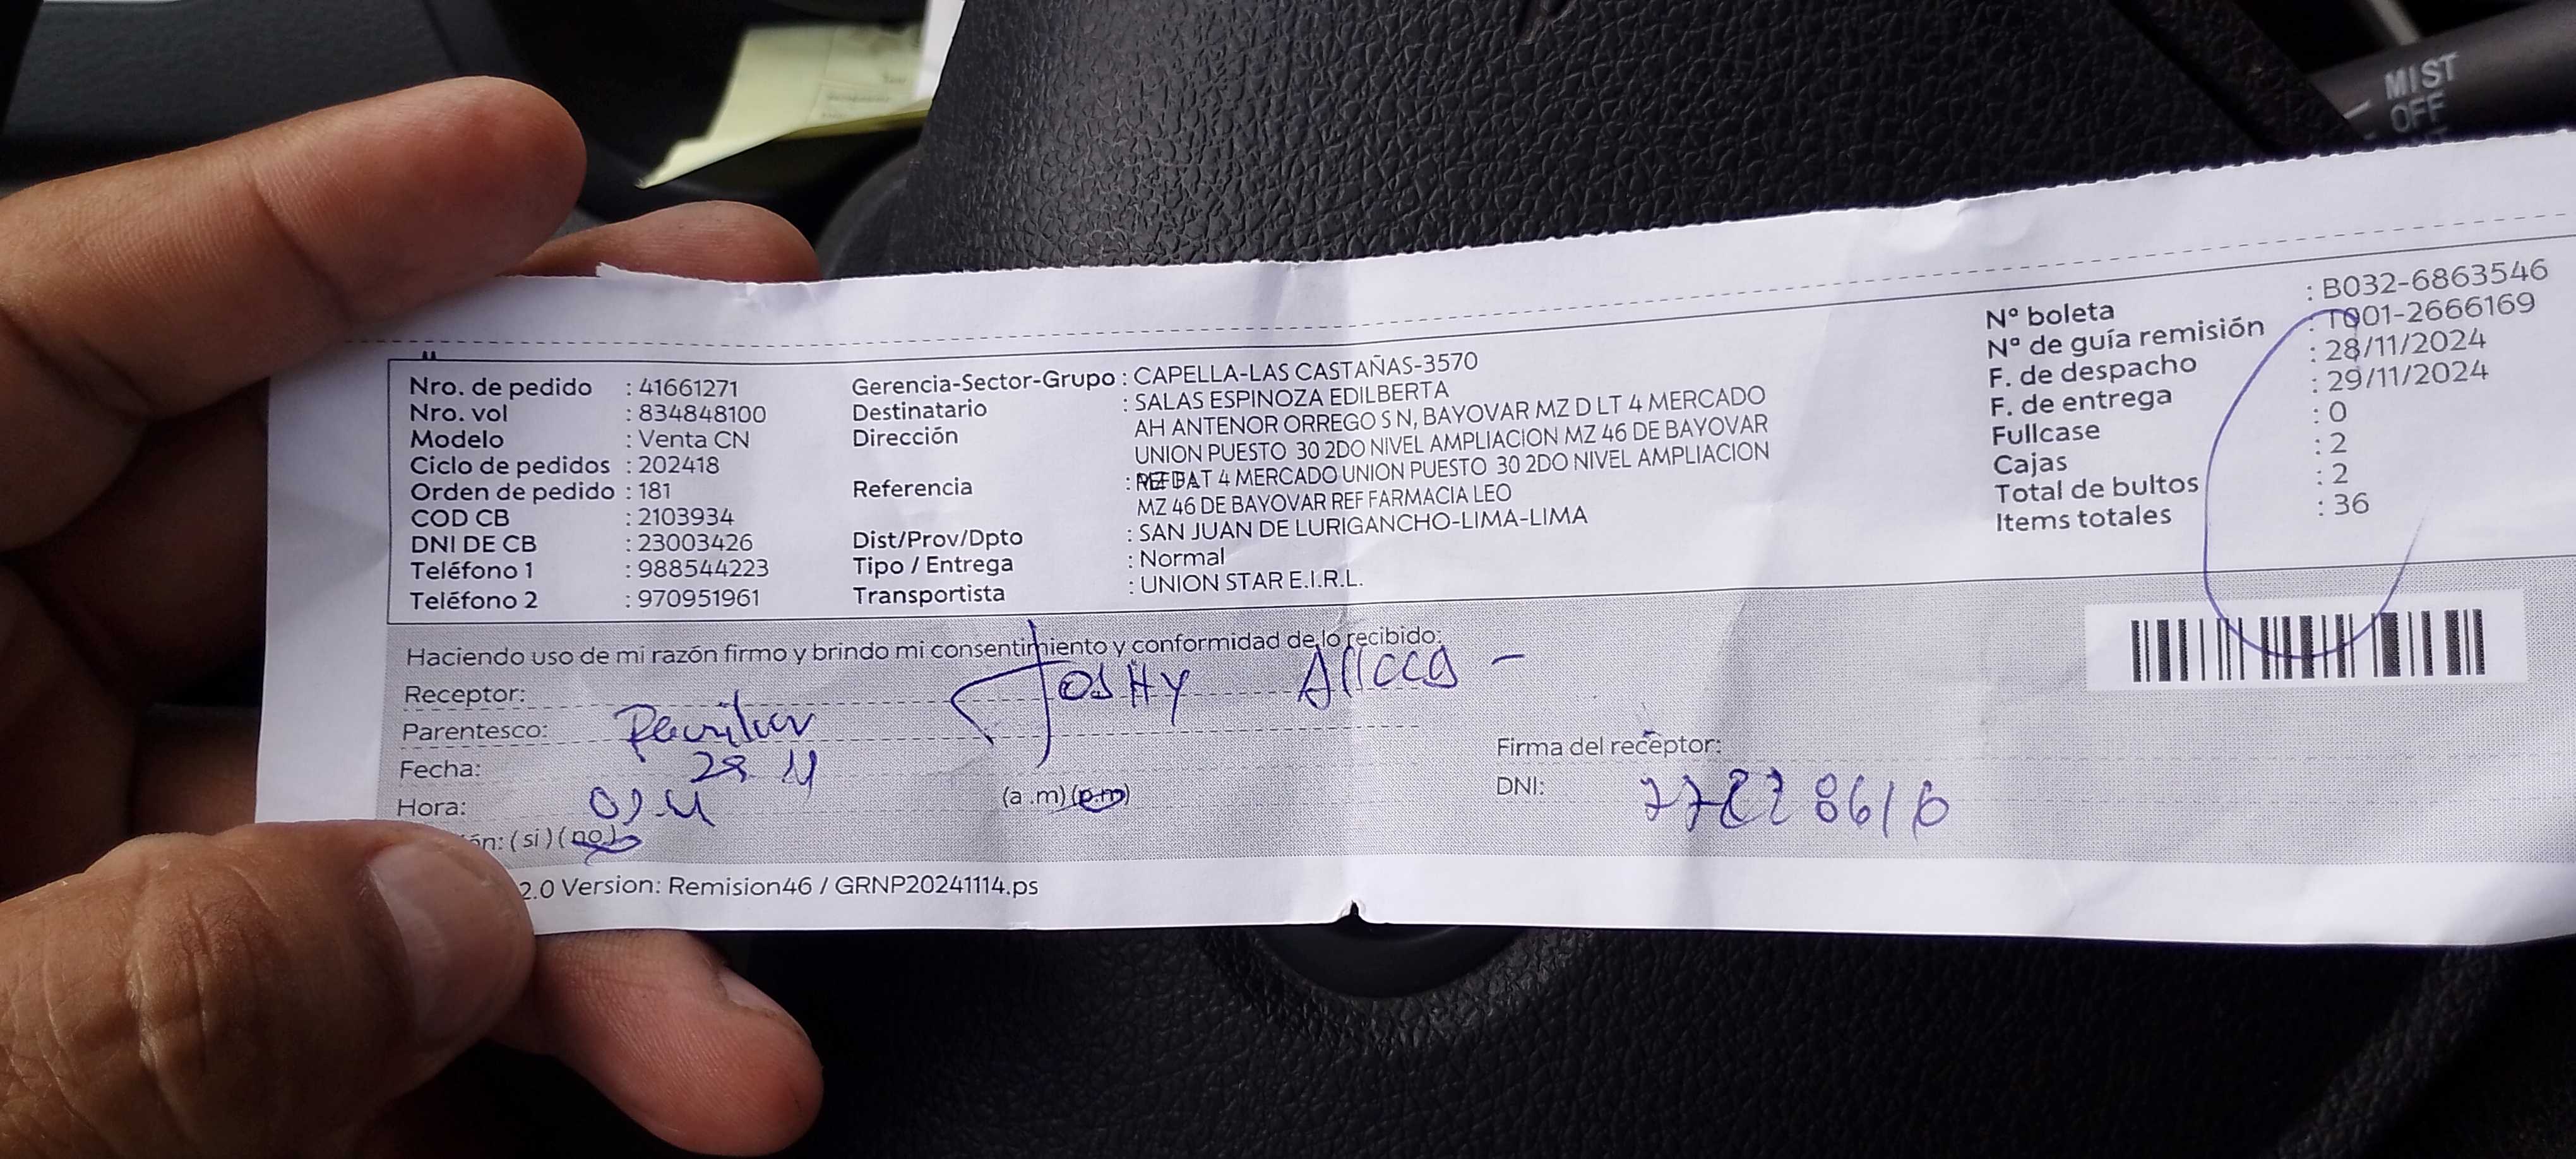 MIST
OFF
Nro. de pedido : 41661271
Nro. vol : 834848100
Modelo : Venta CN
Ciclo de pedidos : 202418
Orden de pedido : 181
COD CB : 2103934
DNI DE CB : 23003426
Teléfono 1 : 988544223
Teléfono 2 : 970951961
Gerencia-Sector-Grupo : CAPELLA-LAS CASTAÑAS-3570
Destinatario : SALAS ESPINOZA EDILBERTA
Dirección AH ANTENOR ORREGO S N, BAYOVAR MZ D LT 4 MERCADO
UNION PUESTO 30 2DO NIVEL AMPLIACION MZ 46 DE BAYOVAR
Referencia : 4 MERCADO UNION PUESTO 30 2DO NIVEL AMPLIACION
MZ 46 DE BAYOVAR REF FARMACIA LEO
Dist/Prov/Dpto : SAN JUAN DE LURIGANCHO-LIMA-LIMA
Tipo / Entrega : Normal
Transportista : UNION STAR E.I.R.L.
N° boleta : B032-6863546
N° de guía remisión : T001-2666169
F. de despacho : 28/11/2024
F. de entrega : 29/11/2024
Fullcase : 0
Cajas : 2
Total de bultos : 2
Items totales : 36
Haciendo uso de mi razón firmo y brindo mi consentimiento y conformidad de lo recibido:
Receptor: Joshy Allcca
Parentesco:
Fecha:
Hora: (a .m) (p.m)
(si) (no)
Firma del receptor:
DNI:
2.0 Version: Remision46 / GRNP20241114.ps